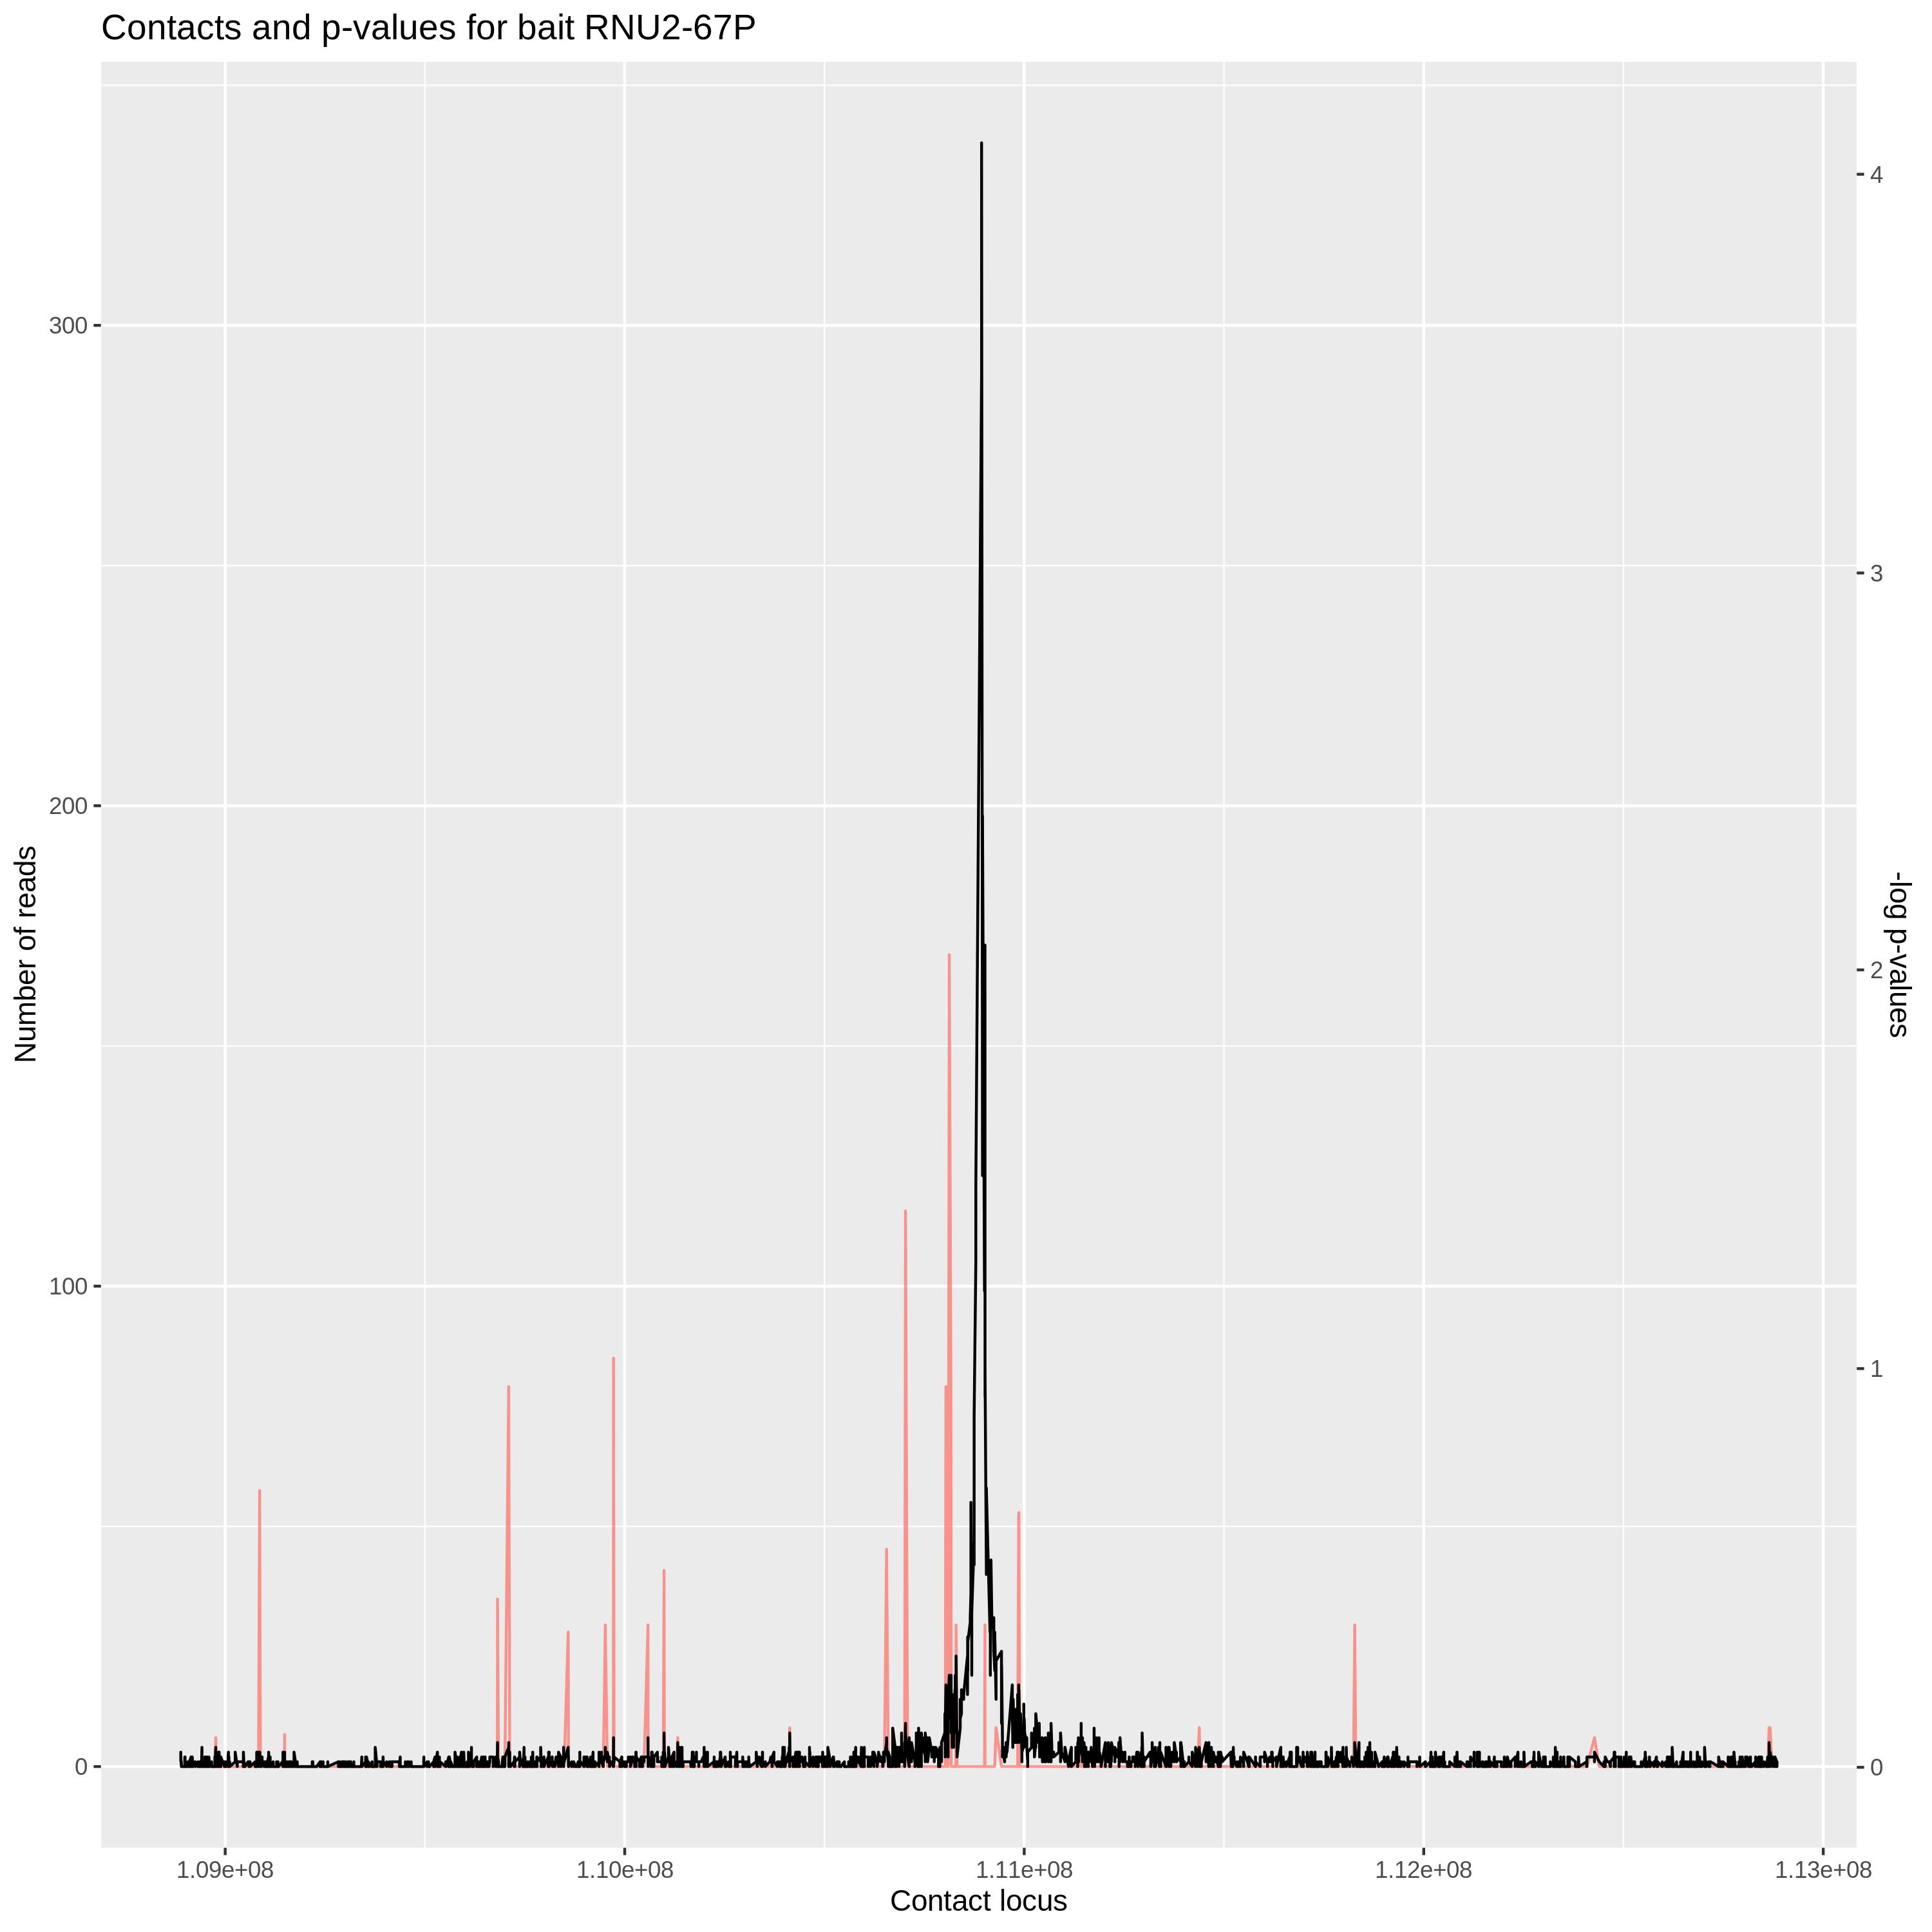 Contacts and p-values for bait RNU2-67P
Number of reads
300
200
100
0
4
3
2
1
0
-log p-values
1.09e+08 1.10e+08 1.11e+08 1.12e+08 1.13e+08
Contact locus